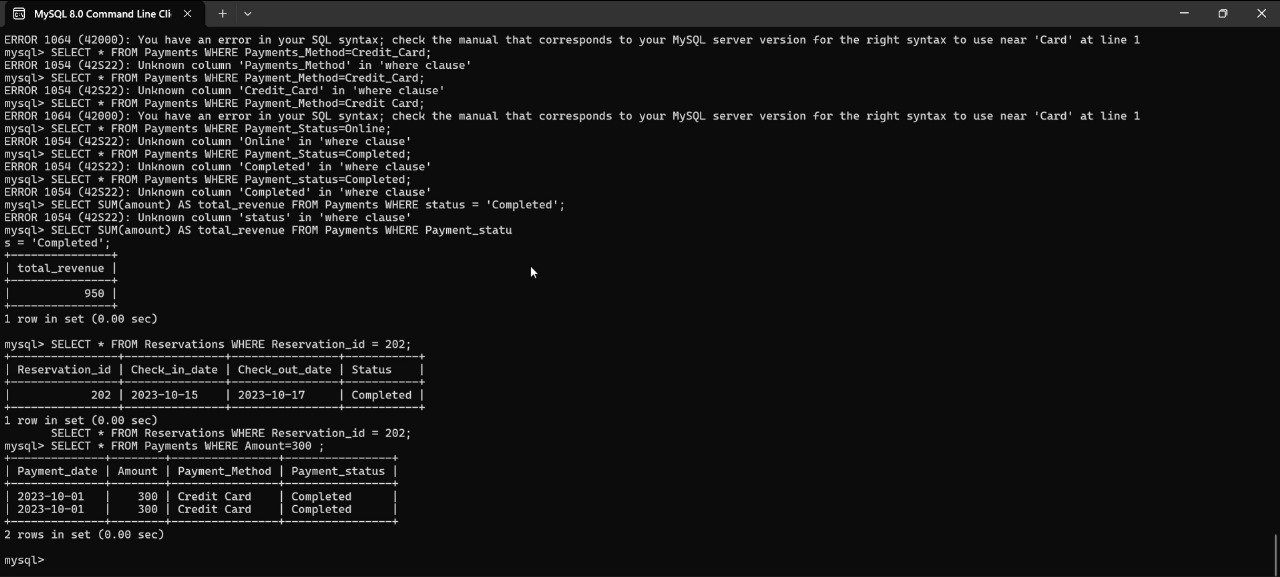 MySQL 8.0 Command Line Cli
ERROR 1064 (42000): You have an error in your SQL syntax; check the manual that corresponds to your MySQL server version for the right syntax to use near 'Card' at line 1
mysql> SELECT * FROM Payments WHERE Payments_Method=Credit_Card;
ERROR 1054 (42S22): Unknown column 'Payments_Method' in 'where clause'
mysql> SELECT * FROM Payments WHERE Payment_Method=Credit_Card;
ERROR 1054 (42S22): Unknown column 'Credit_Card' in 'where clause'
mysql> SELECT * FROM Payments WHERE Payment_Method=Credit Card;
ERROR 1064 (42000): You have an error in your SQL syntax; check the manual that corresponds to your MySQL server version for the right syntax to use near 'Card' at line 1
mysql> SELECT * FROM Payments WHERE Payment_Status=Online;
ERROR 1054 (42S22): Unknown column 'Online' in 'where clause'
mysql> SELECT * FROM Payments WHERE Payment_Status=Completed;
ERROR 1054 (42S22): Unknown column 'Completed' in 'where clause'
mysql> SELECT * FROM Payments WHERE Payment_status=Completed;
ERROR 1054 (42S22): Unknown column 'Completed' in 'where clause'
mysql> SELECT SUM(amount) AS total_revenue FROM Payments WHERE status = 'Completed';
ERROR 1054 (42S22): Unknown column 'status' in 'where clause'
mysql> SELECT SUM(amount) AS total_revenue FROM Payments WHERE Payment_statu
s = 'Completed';
+---------------+
| total_revenue |
+---------------+
|           950 |
+---------------+
1 row in set (0.00 sec)
mysql> SELECT * FROM Reservations WHERE Reservation_id = 202;
+----------------+---------------+----------------+-----------+
| Reservation_id | Check_in_date | Check_out_date | Status    |
+----------------+---------------+----------------+-----------+
|            202 | 2023-10-15    | 2023-10-17     | Completed |
+----------------+---------------+----------------+-----------+
1 row in set (0.00 sec)
SELECT * FROM Reservations WHERE Reservation_id = 202;
mysql> SELECT * FROM Payments WHERE Amount=300 ;
+--------------+--------+----------------+----------------+
| Payment_date | Amount | Payment_Method | Payment_status |
+--------------+--------+----------------+----------------+
| 2023-10-01   |    300 | Credit Card    | Completed      |
| 2023-10-01   |    300 | Credit Card    | Completed      |
+--------------+--------+----------------+----------------+
2 rows in set (0.00 sec)
mysql>